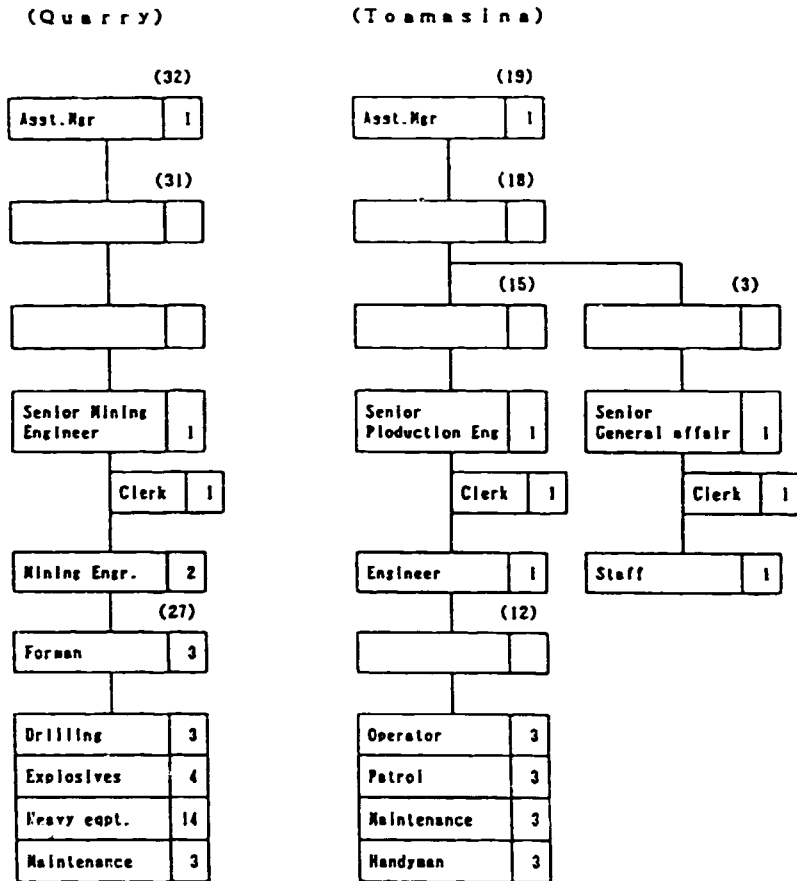 (Quarry)
(Toamasina)
(32)
(19)
Asst.Mgr 1
Asst.Mgr 1
(31)
(18)
(15)
(3)
Senior Mining
Engineer 1
Senior
Ploduction Eng 1
Senior
General affair 1
Clerk 1
Clerk 1
Clerk 1
Mining Engr. 2
Engineer 1
Staff 1
(27)
(12)
Forman 3
Drilling 3
Explosives 4
Heavy eqpt. 14
Maintenance 3
Operator 3
Patrol 3
Maintenance 3
Handyman 3